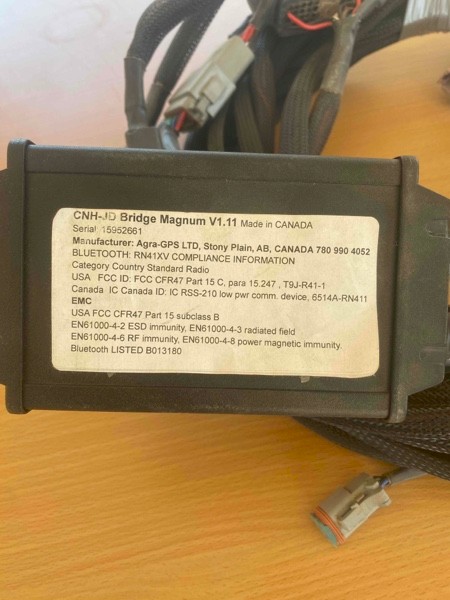 CNH-JD Bridge Magnum V1.11 Made in CANADA
Serial 15952661
Manufacturer: Agra-GPS LTD, Stony Plain, AB, CANADA 780 990 4052
BLUETOOTH: RN41XV COMPLIANCE INFORMATION
Category Country Standard Radio
USA FCC ID: FCC CFR47 Part 15 C, para 15.247 , T9J-R41-1
Canada IC Canada ID: IC RSS-210 low pwr comm. device, 6514A-RN411
EMC
USA FCC CFR47 Part 15 subclass B
EN61000-4-2 ESD immunity, EN61000-4-3 radiated field
EN61000-4-6 RF immunity, EN61000-4-8 power magnetic immunity.
Bluetooth LISTED B013180